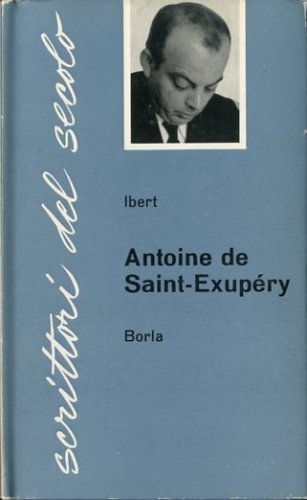 scrittori del secolo
Ibert
Antoine de
Saint-Exupéry
Borla